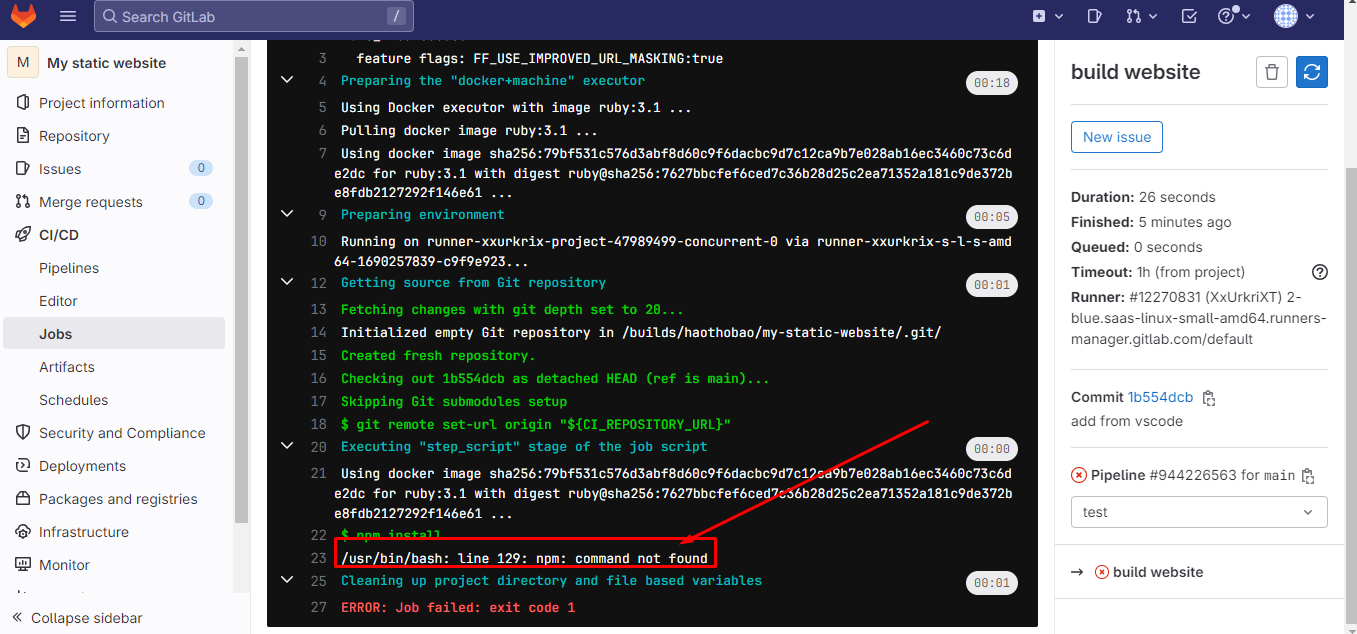 Search GitLab
/
M
My static website
Project information
Repository
Issues
0
Merge requests
0
CI/CD
Pipelines
Editor
Jobs
Artifacts
Schedules
Security and Compliance
Deployments
Packages and registries
Infrastructure
Monitor
Collapse sidebar
3 feature flags: FF_USE_IMPROVED_URL_MASKING:true
4 Preparing the "docker+machine" executor
00:18
5 Using Docker executor with image ruby:3.1 ...
6 Pulling docker image ruby:3.1 ...
7 Using docker image sha256:79bf531c576d3abf8d60c9f6dacbc9d7c12ca9b7e028ab16ec3460c73c6d
e2dc for ruby:3.1 with digest ruby@sha256:7627bbcfef6ced7c36b28d25c2ea71352a181c9de372b
e8fdb2127292f146e61 ...
9 Preparing environment
00:05
10 Running on runner-xxurkrix-project-47989499-concurrent-0 via runner-xxurkrix-s-l-s-amd
64-1690257839-c9f9e923...
12 Getting source from Git repository
00:01
13 Fetching changes with git depth set to 20...
14 Initialized empty Git repository in /builds/haothobao/my-static-website/.git/
15 Created fresh repository.
16 Checking out 1b554dcb as detached HEAD (ref is main)...
17 Skipping Git submodules setup
18 $ git remote set-url origin "${CI_REPOSITORY_URL}"
20 Executing "step_script" stage of the job script
00:00
21 Using docker image sha256:79bf531c576d3abf8d60c9f6dacbc9d7c12ca9b7e028ab16ec3460c73c6d
e2dc for ruby:3.1 with digest ruby@sha256:7627bbcfef6ced7c36b28d25c2ea71352a181c9de372b
e8fdb2127292f146e61 ...
22 $ npm install
23 /usr/bin/bash: line 129: npm: command not found
25 Cleaning up project directory and file based variables
00:01
27 ERROR: Job failed: exit code 1
build website
New issue
Duration: 26 seconds
Finished: 5 minutes ago
Queued: 0 seconds
Timeout: 1h (from project)
Runner: #12270831 (XxUrkriXT) 2-
blue.saas-linux-small-amd64.runners-
manager.gitlab.com/default
Commit 1b554dcb
add from vscode
Pipeline #944226563 for main
test
build website